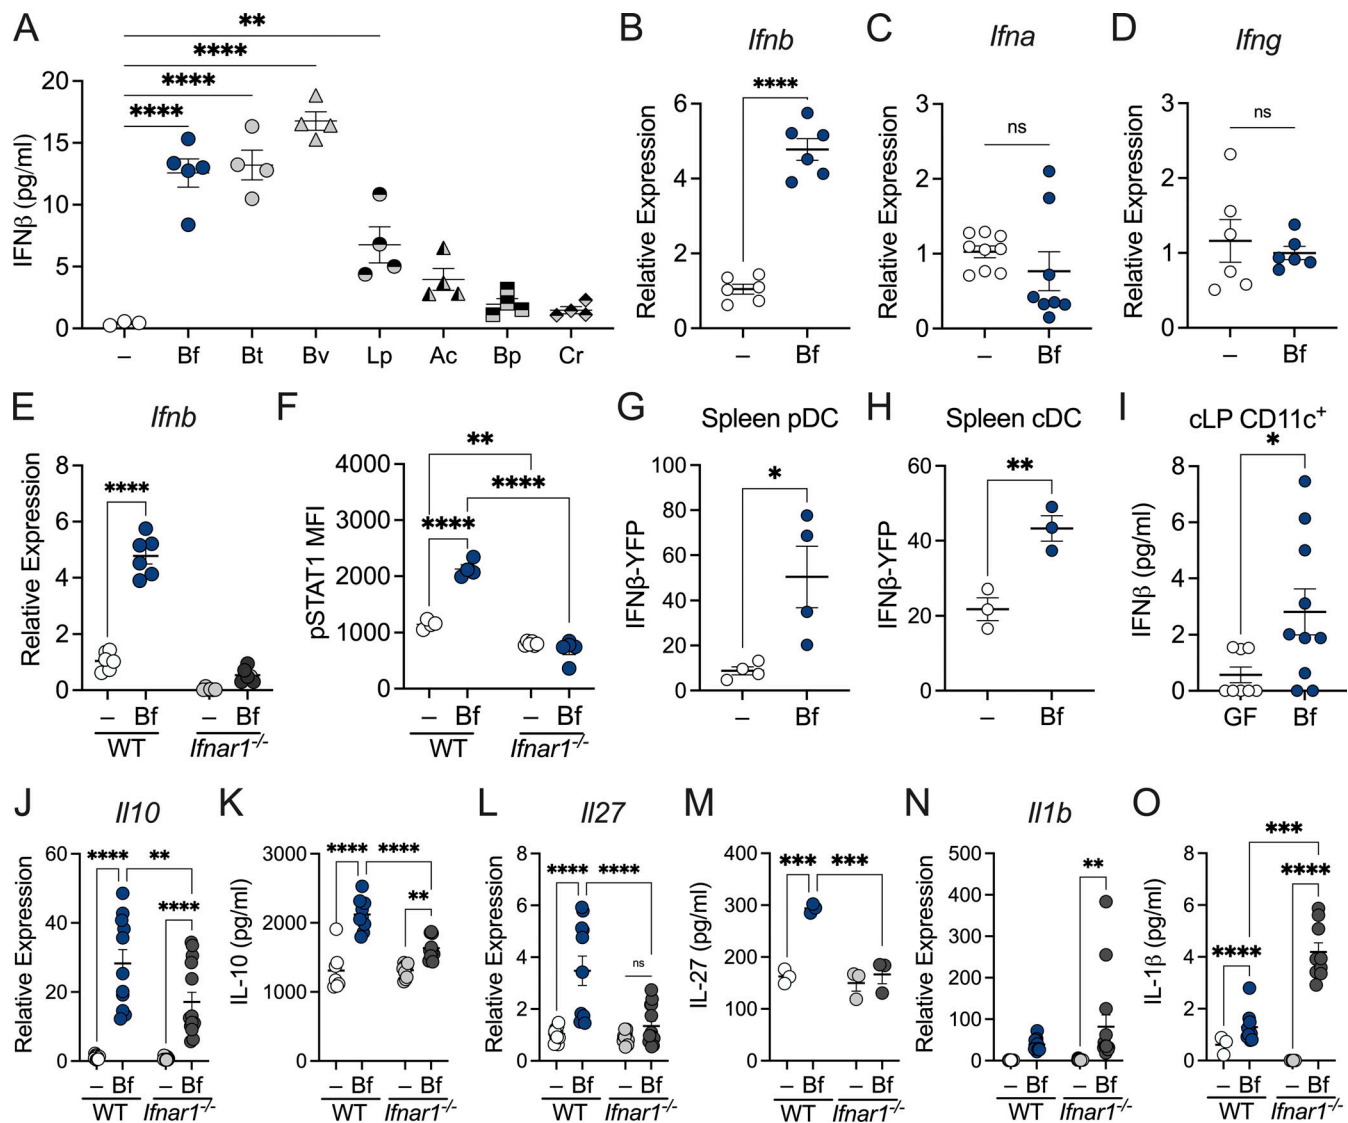 A
**
****
****
****
20
15
10
5
0
IFNβ (pg/ml)
– Bf Bt Bv Lp Ac Bp Cr
B
Ifnb
****
6
4
2
0
Relative Expression
– Bf
C
Ifna
ns
3
2
1
0
Relative Expression
– Bf
D
Ifng
ns
3
2
1
0
Relative Expression
– Bf
E
Ifnb
****
8
6
4
2
0
Relative Expression
– Bf – Bf
WT Ifnar1-/-
F
**
****
****
4000
3000
2000
1000
0
pSTAT1 MFI
– Bf – Bf
WT Ifnar1-/-
G
Spleen pDC
*
100
80
60
40
20
0
IFNβ-YFP
– Bf
H
Spleen cDC
**
60
40
20
0
IFNβ-YFP
– Bf
I
cLP CD11c+
*
8
6
4
2
0
IFNβ (pg/ml)
GF Bf
J
Il10
**** **
****
60
40
20
0
Relative Expression
– Bf – Bf
WT Ifnar1-/-
K
**** ****
**
3000
2000
1000
0
IL-10 (pg/ml)
– Bf – Bf
WT Ifnar1-/-
L
Il27
**** ****
ns
8
6
4
2
0
Relative Expression
– Bf – Bf
WT Ifnar1-/-
M
*** ***
400
300
200
100
0
IL-27 (pg/ml)
– Bf – Bf
WT Ifnar1-/-
N
Il1b
**
500
400
300
200
100
0
Relative Expression
– Bf – Bf
WT Ifnar1-/-
O
***
****
****
8
6
4
2
0
IL-1β (pg/ml)
– Bf – Bf
WT Ifnar1-/-